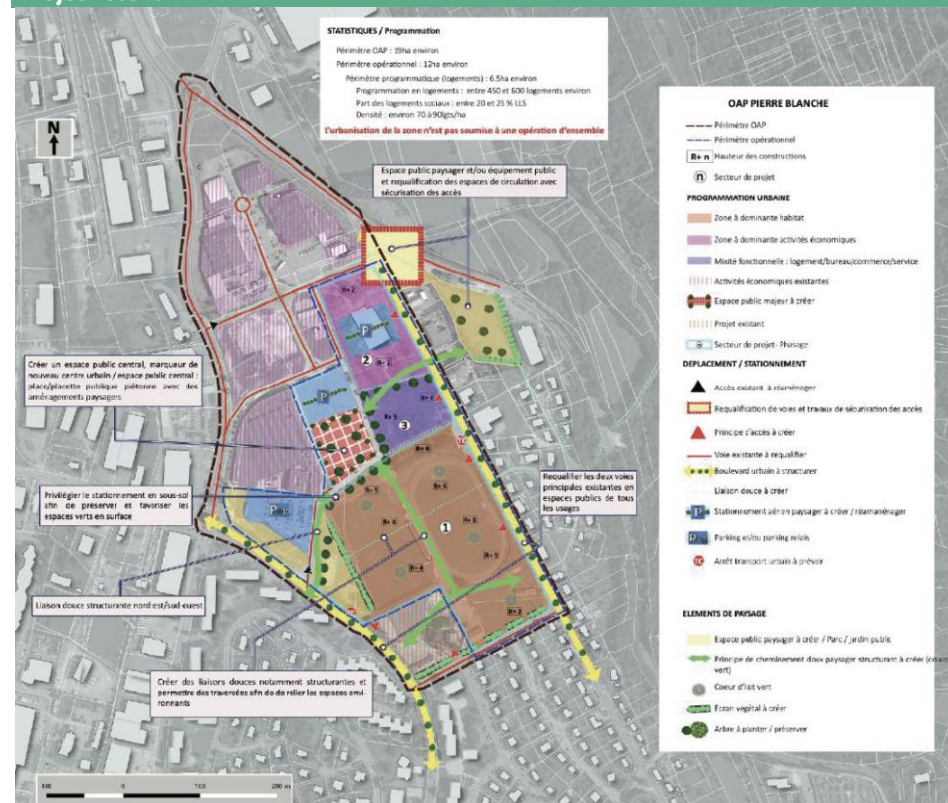 STATISTIQUES / Programmation
Périmètre OAP : 19ha environ
Périmètre opérationnel : 12ha environ
Périmètre programmatique (logements) : 6.5ha environ
Programmation en logements : entre 450 et 600 logements environ
Part des logements sociaux : entre 20 et 25 % LLS
Densité : environ 70 à 90lgts/ha
L'urbanisation de la zone n'est pas soumise à une opération d'ensemble
N
Espace public paysager et/ou équipement public
et requalification des espaces de circulation avec
sécurisation des accès
Créer un espace public central, marqueur de
nouveau centre urbain / espace public central :
place/placette publique piétonne avec des
aménagements paysagers
Privilégier le stationnement en sous-sol
afin de préserver et favoriser les
espaces verts en surface
Liaison douce structurante nord-est/sud-ouest
Créer des liaisons douces notamment structurantes et
permettre des traversées afin de de relier les espaces envi-
ronnants
Requalifier les deux voies
principales existantes en
espaces publics de tous
les usages
R+2
P
2
R+2
P
R+5
3
R+4
R+6
1
P
100
0
100
200 m
OAP PIERRE BLANCHE
Périmètre OAP
Périmètre opérationnel
R+ n Hauteur des constructions
n Secteur de projet
PROGRAMMATION URBAINE
Zone à dominante habitat
Zone à dominante activités économiques
Mixité fonctionnelle : logement/bureau/commerce/service
Activités économiques existantes
Espace public majeur à créer
Projet existant
Secteur de projet- Phasage
DEPLACEMENT / STATIONNEMENT
Accès existant à réaménager
Requalification de voies et travaux de sécurisation des accès
Principe d'accès à créer
Voie existante à requalifier
Boulevard urbain à structurer
Liaison douce à créer
P Stationnement aérien paysager à créer / réaménager
P Parking et/ou parking relais
TC Arrêt transport urbain à prévoir
ELEMENTS DE PAYSAGE
Espace public paysager à créer / Parc / jardin public
Principe de cheminement doux paysager structurant à créer
vert)
Coeur d'ilot vert
Ecran végétal à créer
Arbre à planter / préserver